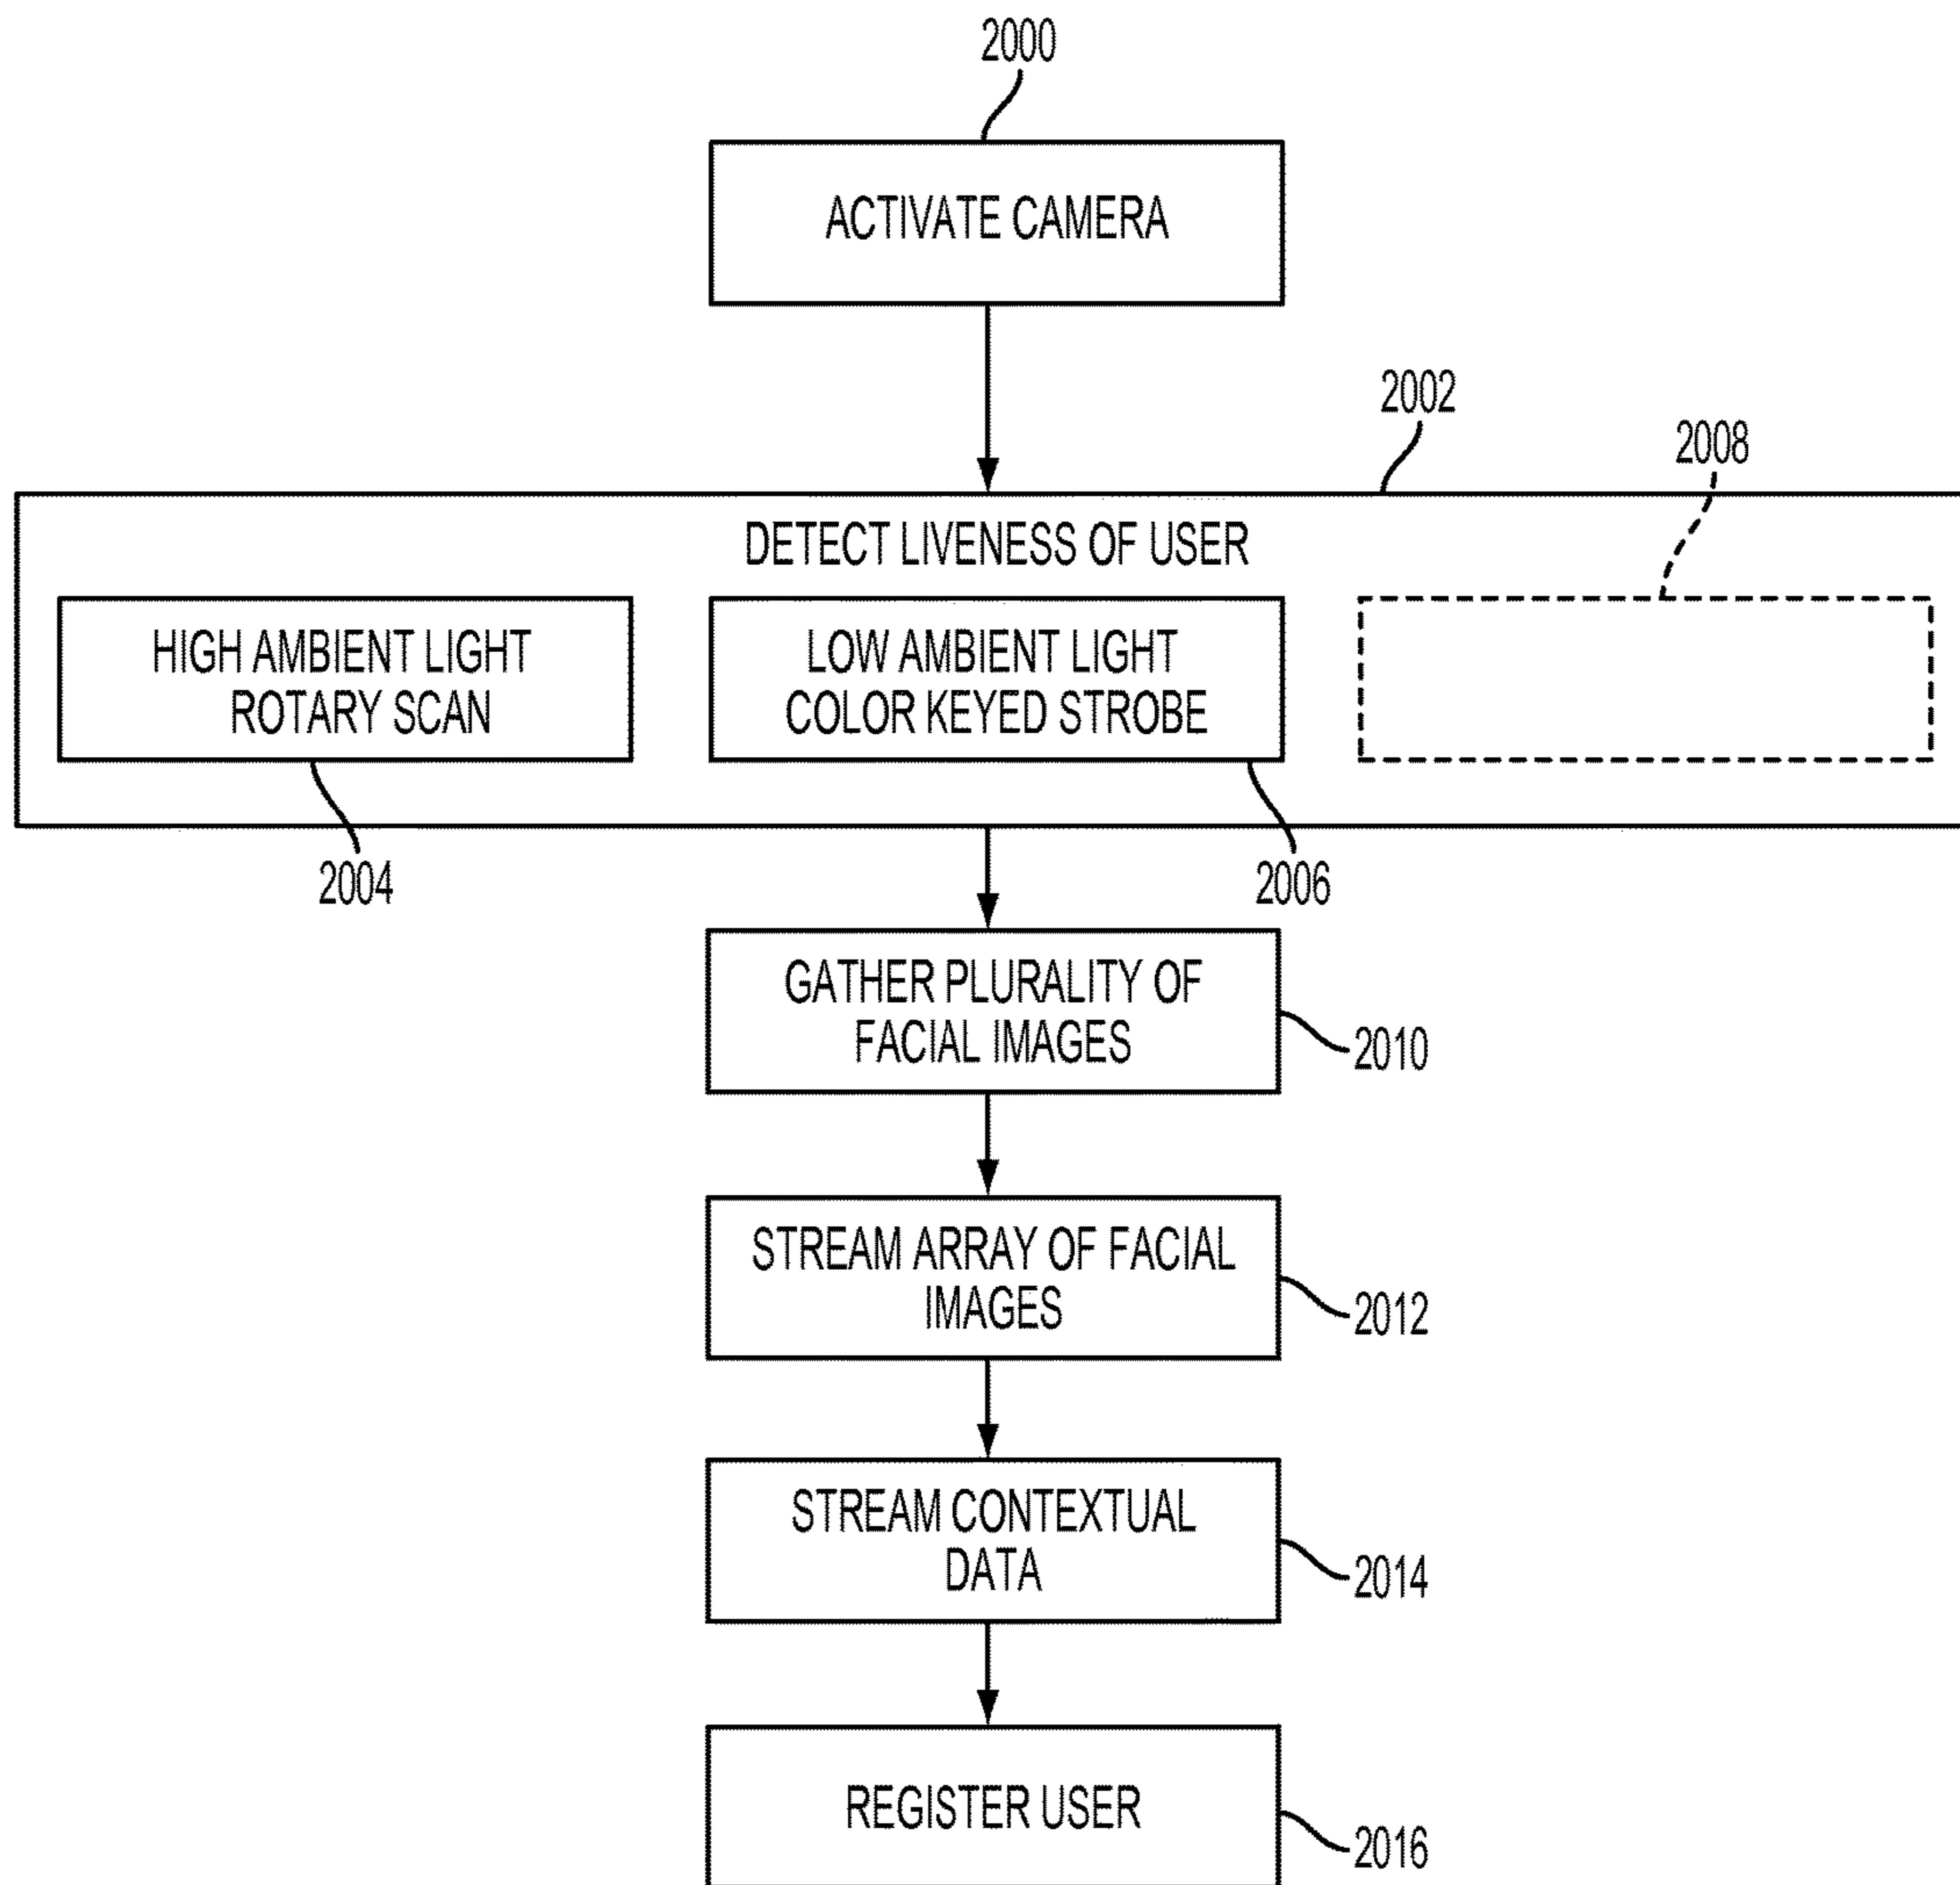 2000
ACTIVATE CAMERA
2002
2008
DETECT LIVENESS OF USER
HIGH AMBIENT LIGHT
ROTARY SCAN
LOW AMBIENT LIGHT
COLOR KEYED STROBE
2004
2006
GATHER PLURALITY OF
FACIAL IMAGES
2010
STREAM ARRAY OF FACIAL
IMAGES
2012
STREAM CONTEXTUAL
DATA
2014
REGISTER USER
2016